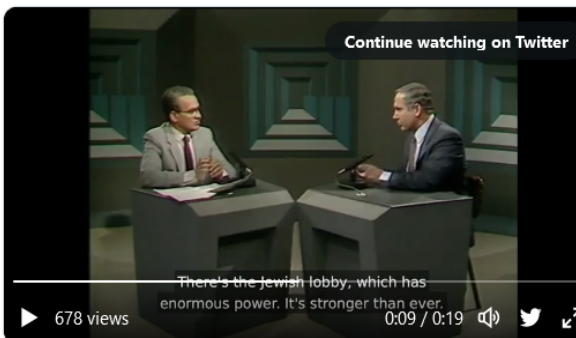 Continue watching on Twitter
There's the Jewish lobby, which has
enormous power. It's stronger than ever.
678 views
0:09 / 0:19